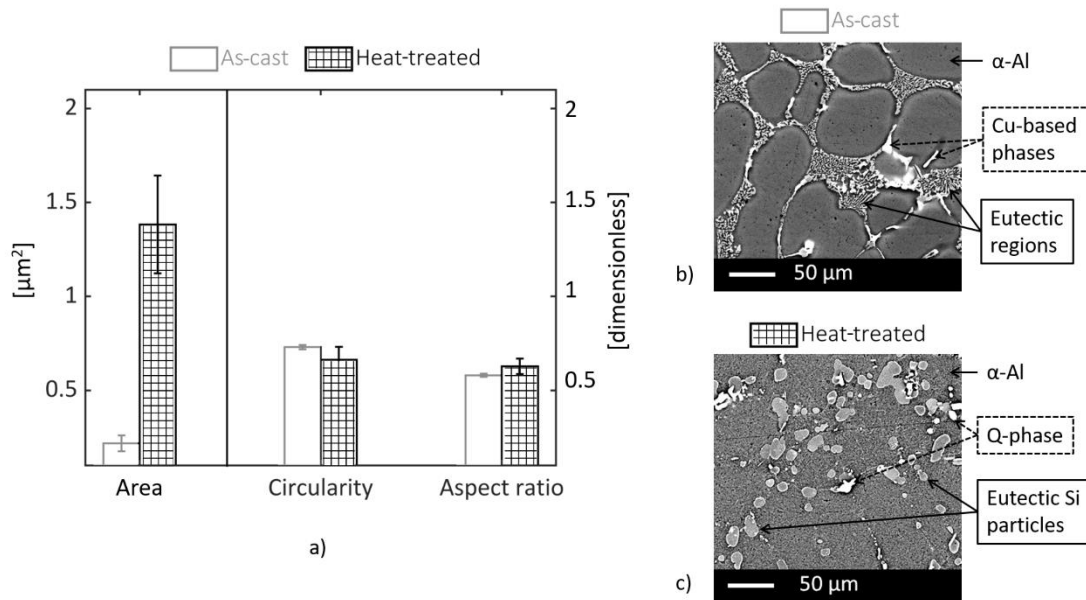 As-cast Heat-treated
2 2
1.5 1.5
1 1
0.5 0.5
[μm²]
[dimensionless]
Area Circularity Aspect ratio
a)
As-cast
α-Al
Cu-based
phases
Eutectic
regions
b)
50 μm
Heat-treated
α-Al
Q-phase
Eutectic Si
particles
c)
50 μm